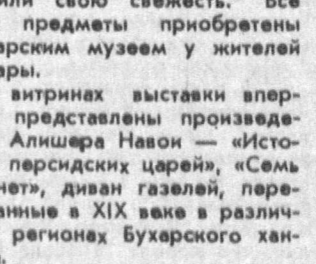 или свою свежесть. Все
предметы приобретены
арским музеем у жителей
ары.
витринах выставки впер-
представлены произведе-
Алишера Навои — «Исто-
персидских царей», «Семь
нет», диван газелей, пере-
анные в XIX веке в различ-
регионах Бухарского хан-